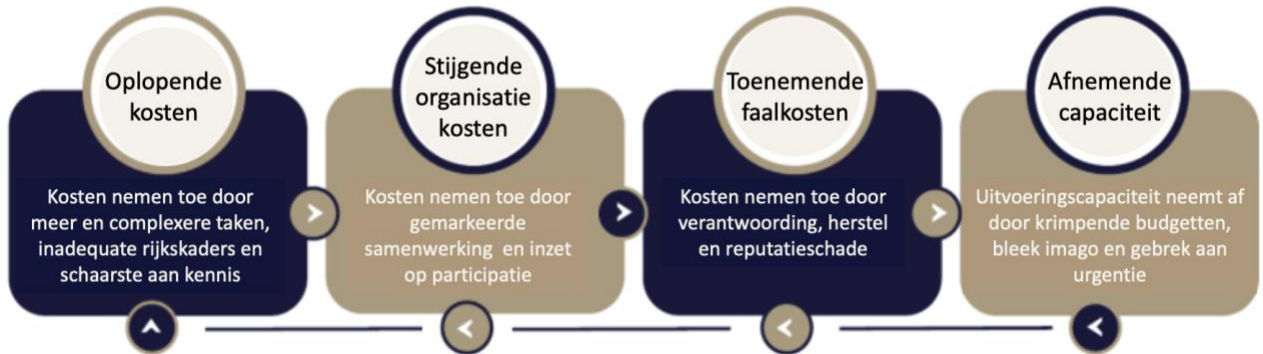 Oplopende
kosten
Kosten nemen toe door
meer en complexere taken,
inadequate rijkskaders en
schaarste aan kennis
Stijgende
organisatie
kosten
Kosten nemen toe door
gemarkeerde
samenwerking en inzet
op participatie
Toenemende
faalkosten
Kosten nemen toe door
verantwoording, herstel
en reputatieschade
Afnemende
capaciteit
Uitvoeringscapaciteit neemt af
door krimpende budgetten,
bleek imago en gebrek aan
urgentie